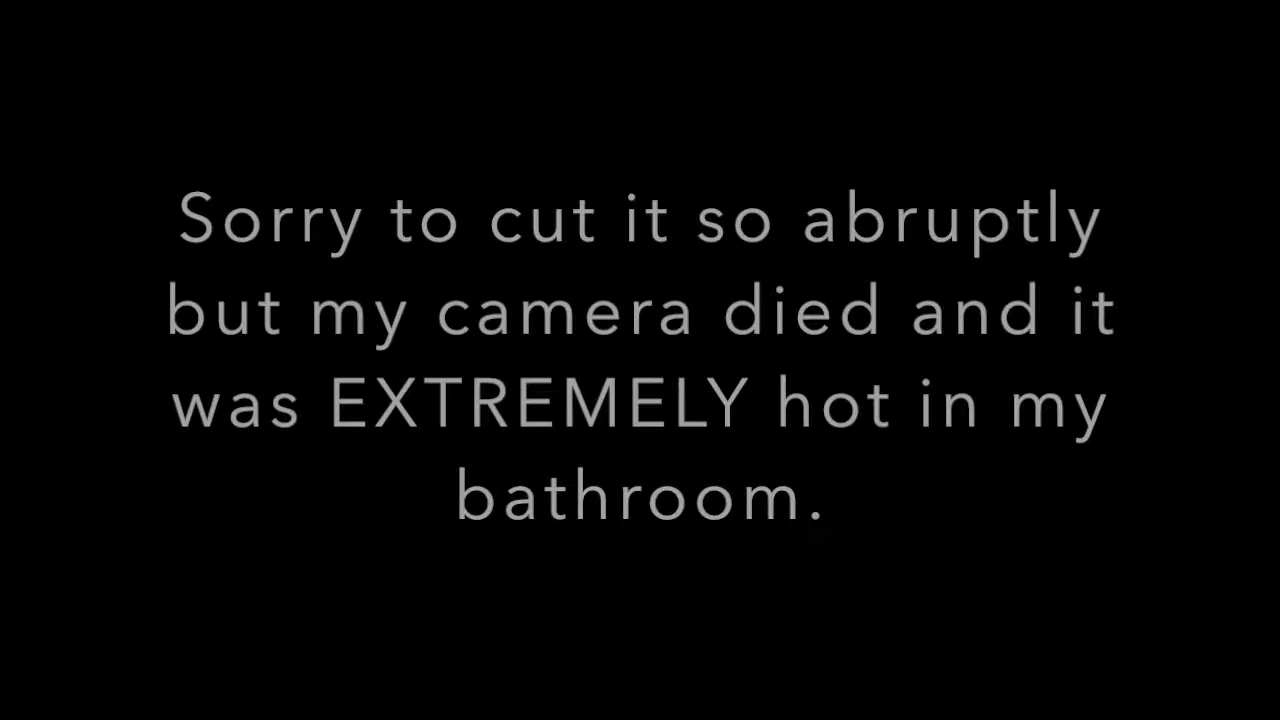 Sorry to cut it so abruptly
but my camera died and it
was EXTREMELY hot in my
bathroom.